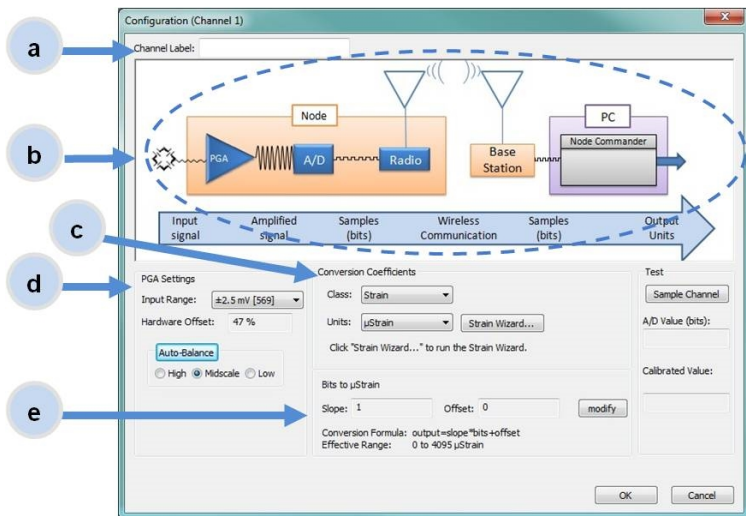 Configuration (Channel 1)
a
Channel Label:
b
Node
PGA
A/D
Radio
Base
Station
PC
Node Commander
Input
signal
Amplified
signal
Samples
(bits)
Wireless
Communication
Samples
(bits)
Output
Units
c
d
PGA Settings
Input Range: ±2.5 mV [569]
Hardware Offset: 47 %
Auto-Balance
High Midscale Low
Conversion Coefficients
Class: Strain
Units: µStrain Strain Wizard...
Click "Strain Wizard..." to run the Strain Wizard.
Test
Sample Channel
A/D Value (bits):
Calibrated Value:
e
Bits to µStrain
Slope: 1 Offset: 0 modify
Conversion Formula: output=slope*bits+offset
Effective Range: 0 to 4095 µStrain
OK Cancel